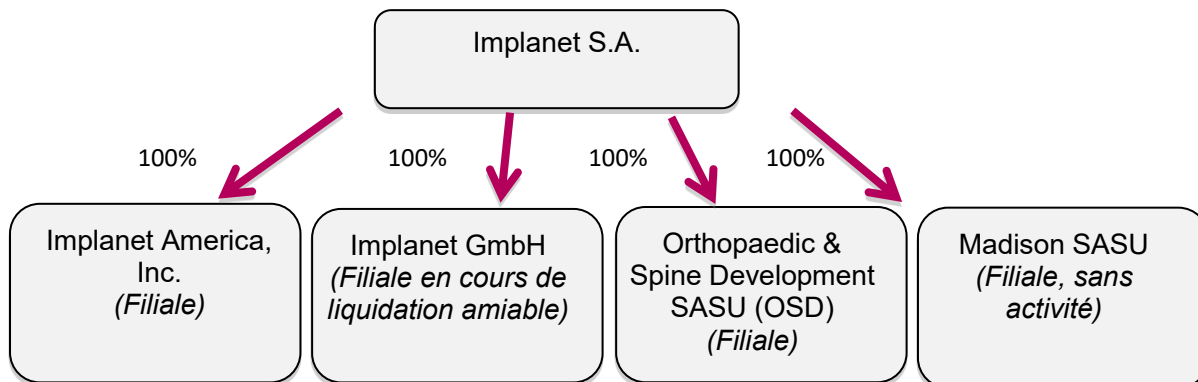 Implanet S.A.
100%
100%
100%
100%
Implanet America,
Inc.
(Filiale)
Implanet GmbH
(Filiale en cours de
liquidation amiable)
Orthopaedic &
Spine Development
SASU (OSD)
(Filiale)
Madison SASU
(Filiale, sans
activité)